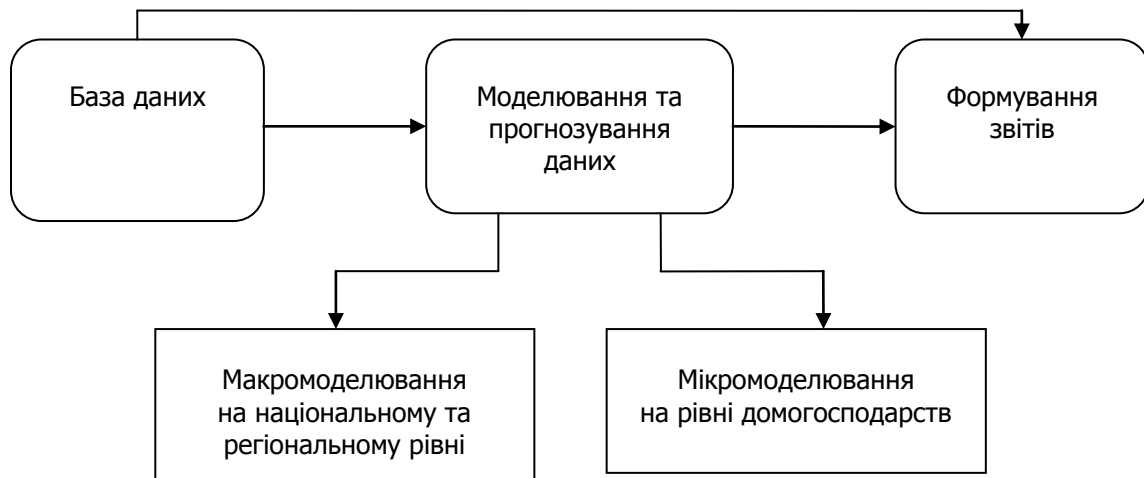 База даних
Моделювання та
прогнозування
даних
Формування
звітів
Макромоделювання
на національному та
регіональному рівні
Мікромоделювання
на рівні домогосподарств